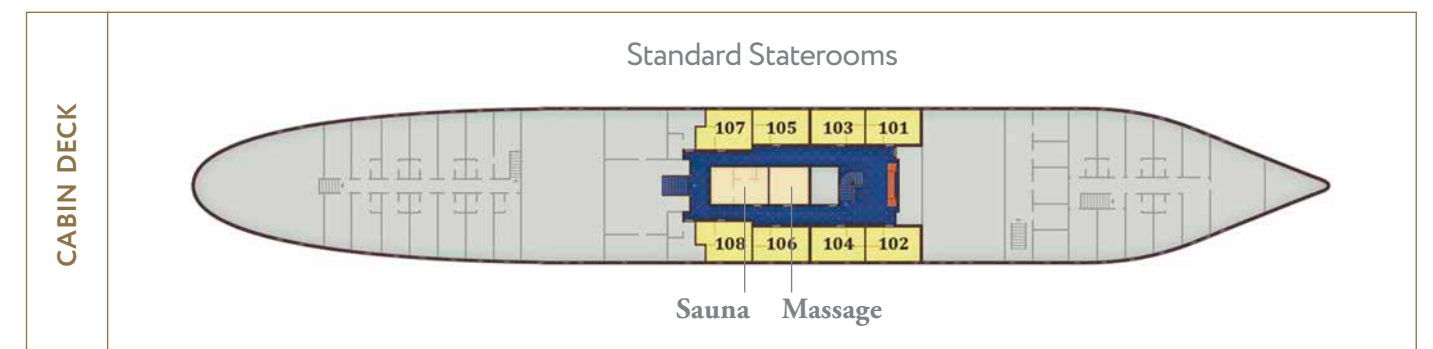 CABIN DECK
Standard Staterooms
107 105 103 101
108 106 104 102
Sauna Massage